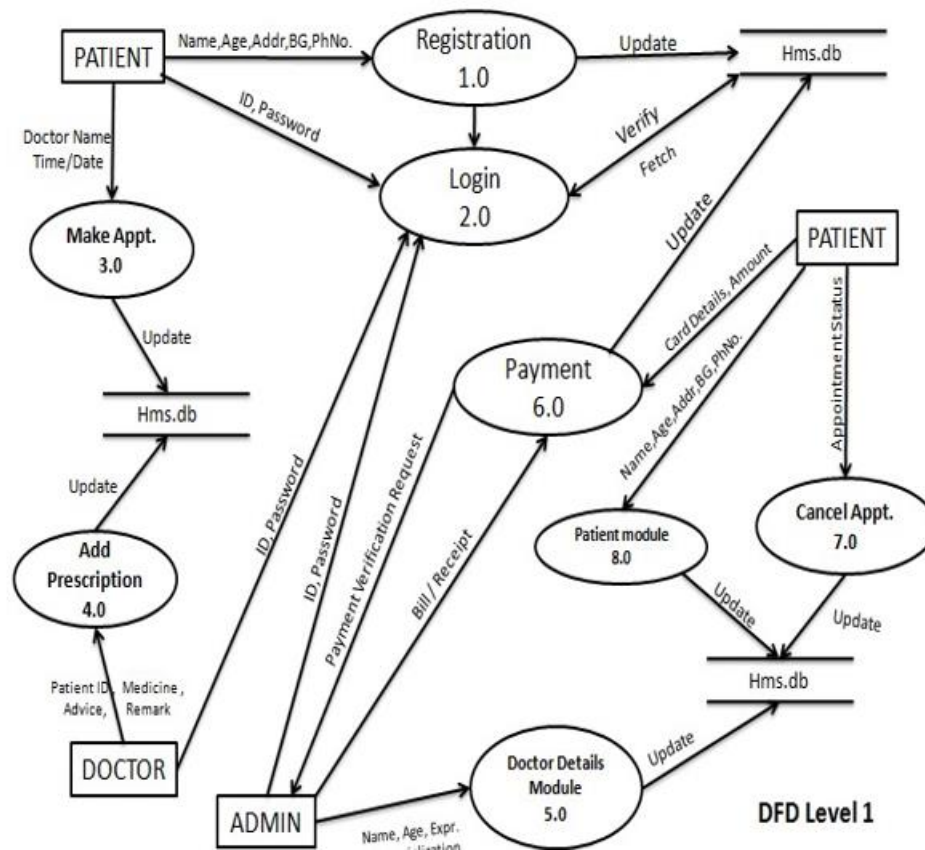 PATIENT
Name,Age,Addr,BG,PhNo.
Registration
1.0
Update
Hms.db
ID, Password
Doctor Name
Time/Date
Verify
Fetch
Login
2.0
Make Appt.
3.0
Update
PATIENT
Update
Card Details, Amount
Appointment Status
Name,Age,Addr,BG,PhNo.
Payment
6.0
Hms.db
Update
Add
Prescription
4.0
ID, Password
ID, Password
Payment Verification Request
Bill / Receipt
Patient module
8.0
Cancel Appt.
7.0
Update
Update
Hms.db
Patient ID, Medicine,
Advice, Remark
DOCTOR
ADMIN
Name, Age, Expr.
Doctor Details
Module
5.0
Update
DFD Level 1